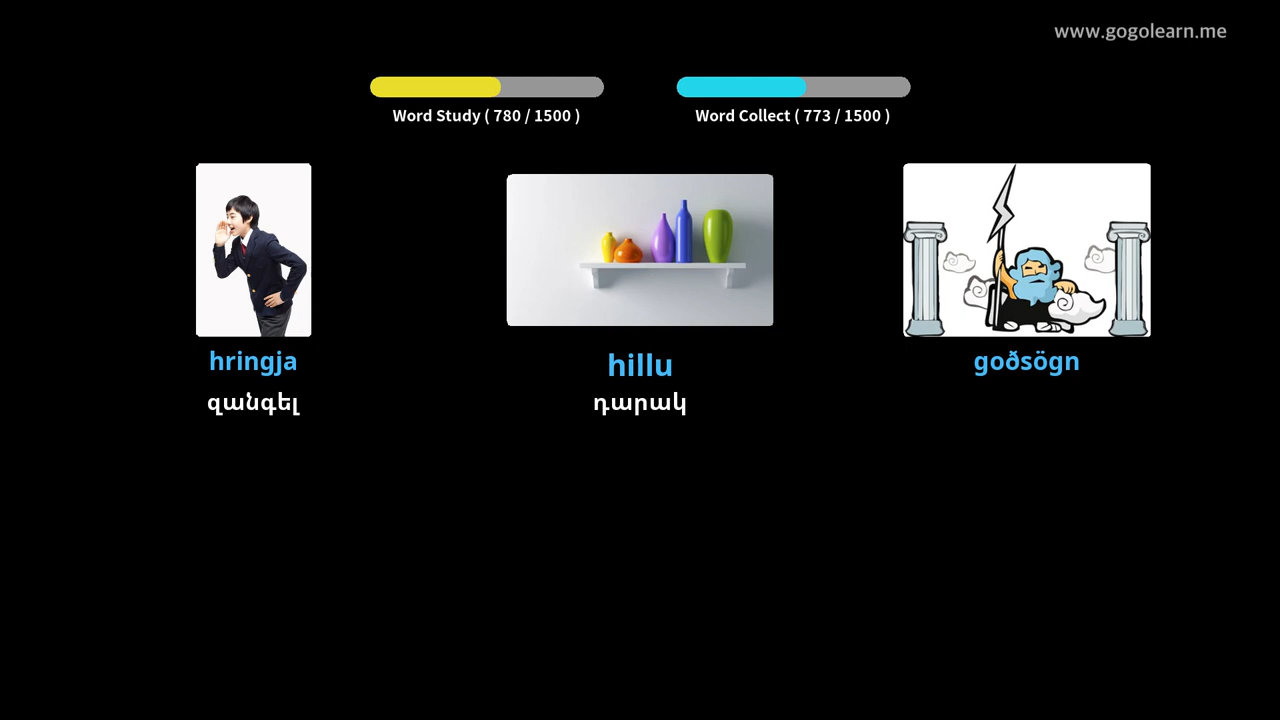 www.gogolearn.me
Word Study ( 780 / 1500 )
Word Collect ( 773 / 1500 )
hringja
զանգել
hillu
դարակ
goðsögn